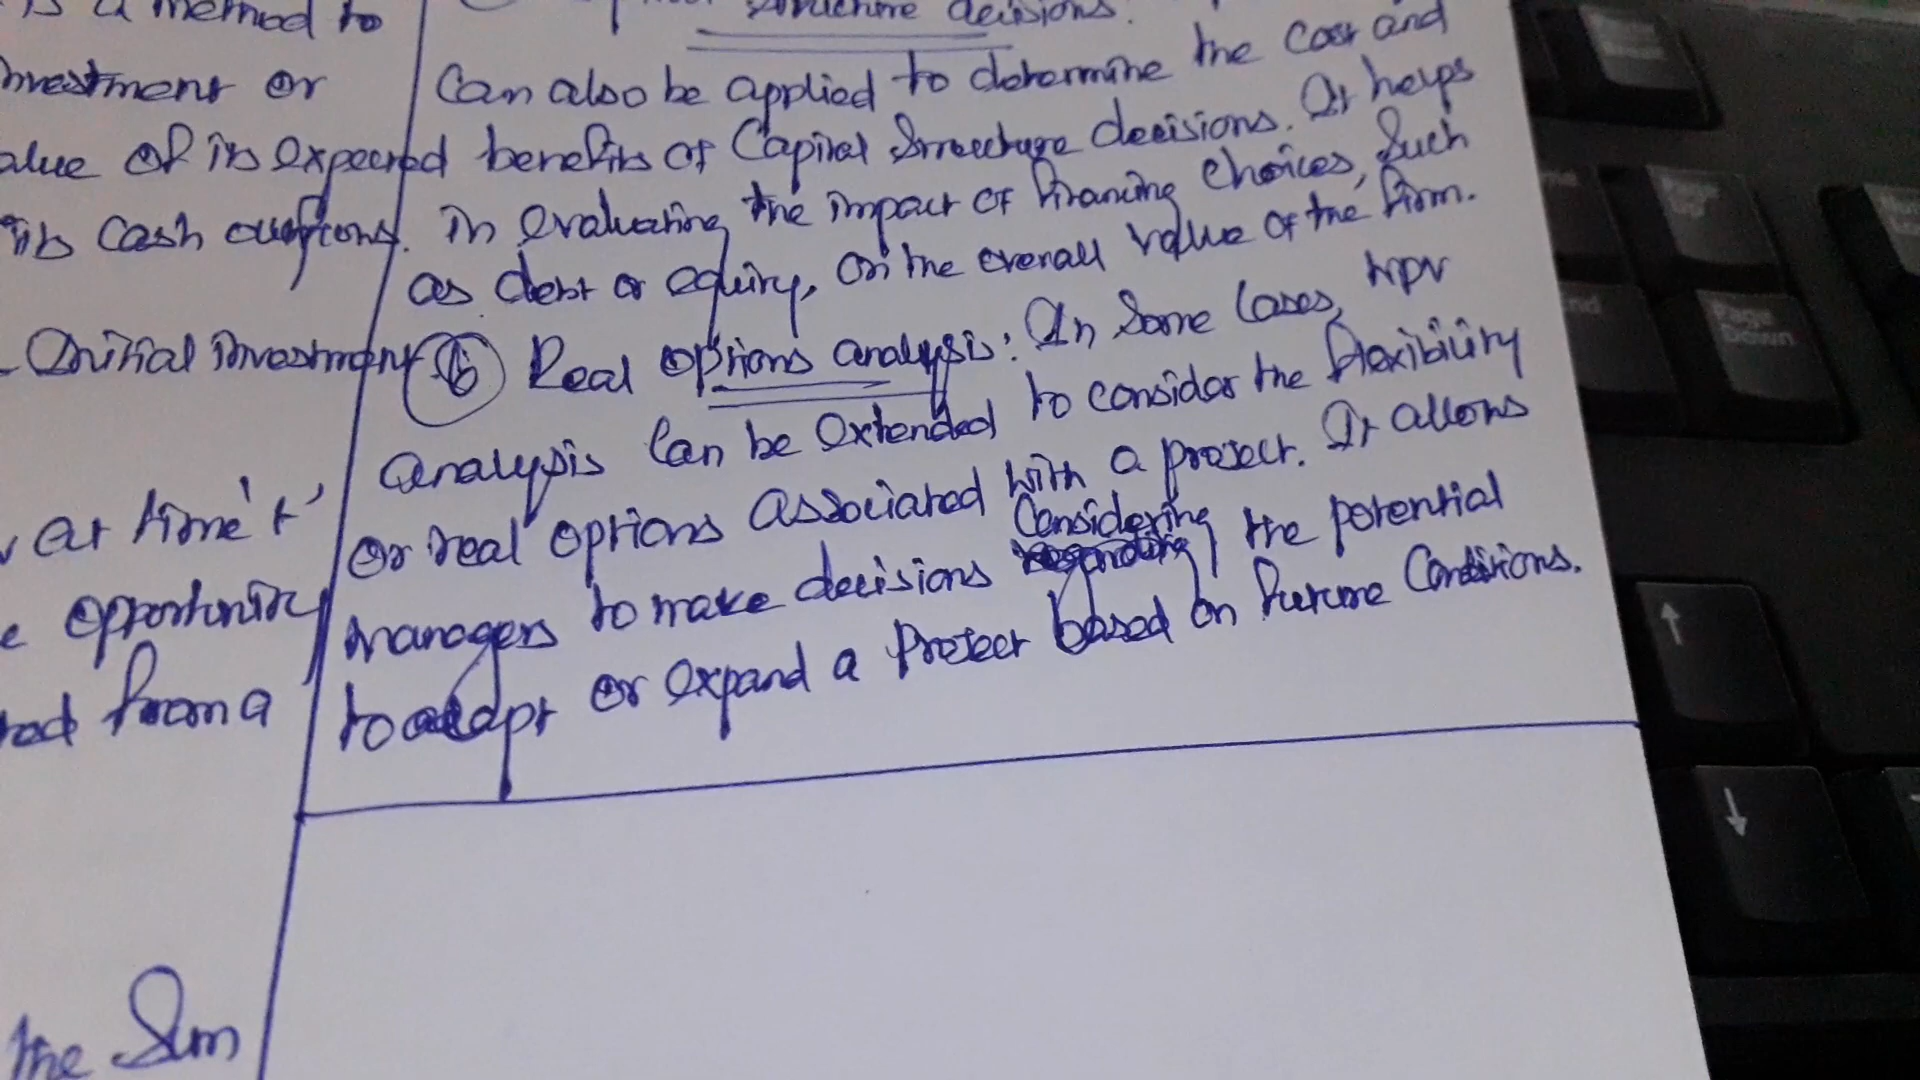 is a method to
investment or
value of its expected
its cash outflows.
- Initial investment
at time 't'
opportunity
from a
the Sum
structure decisions.
Can also be applied to determine the cost and
benefits of Capital Structure decisions. It helps
in evaluating the impact of financing choices, Such
as debt or equity, on the overall value of the firm.
⑥ Real options analysis: In Some Cases, NPV
analysis Can be extended to consider the flexibility
or real options associated with a project. It allows
managers to make decisions Considering the potential
to adapt or expand a Project based on future Conditions.
End
Page
Down
↑
↓